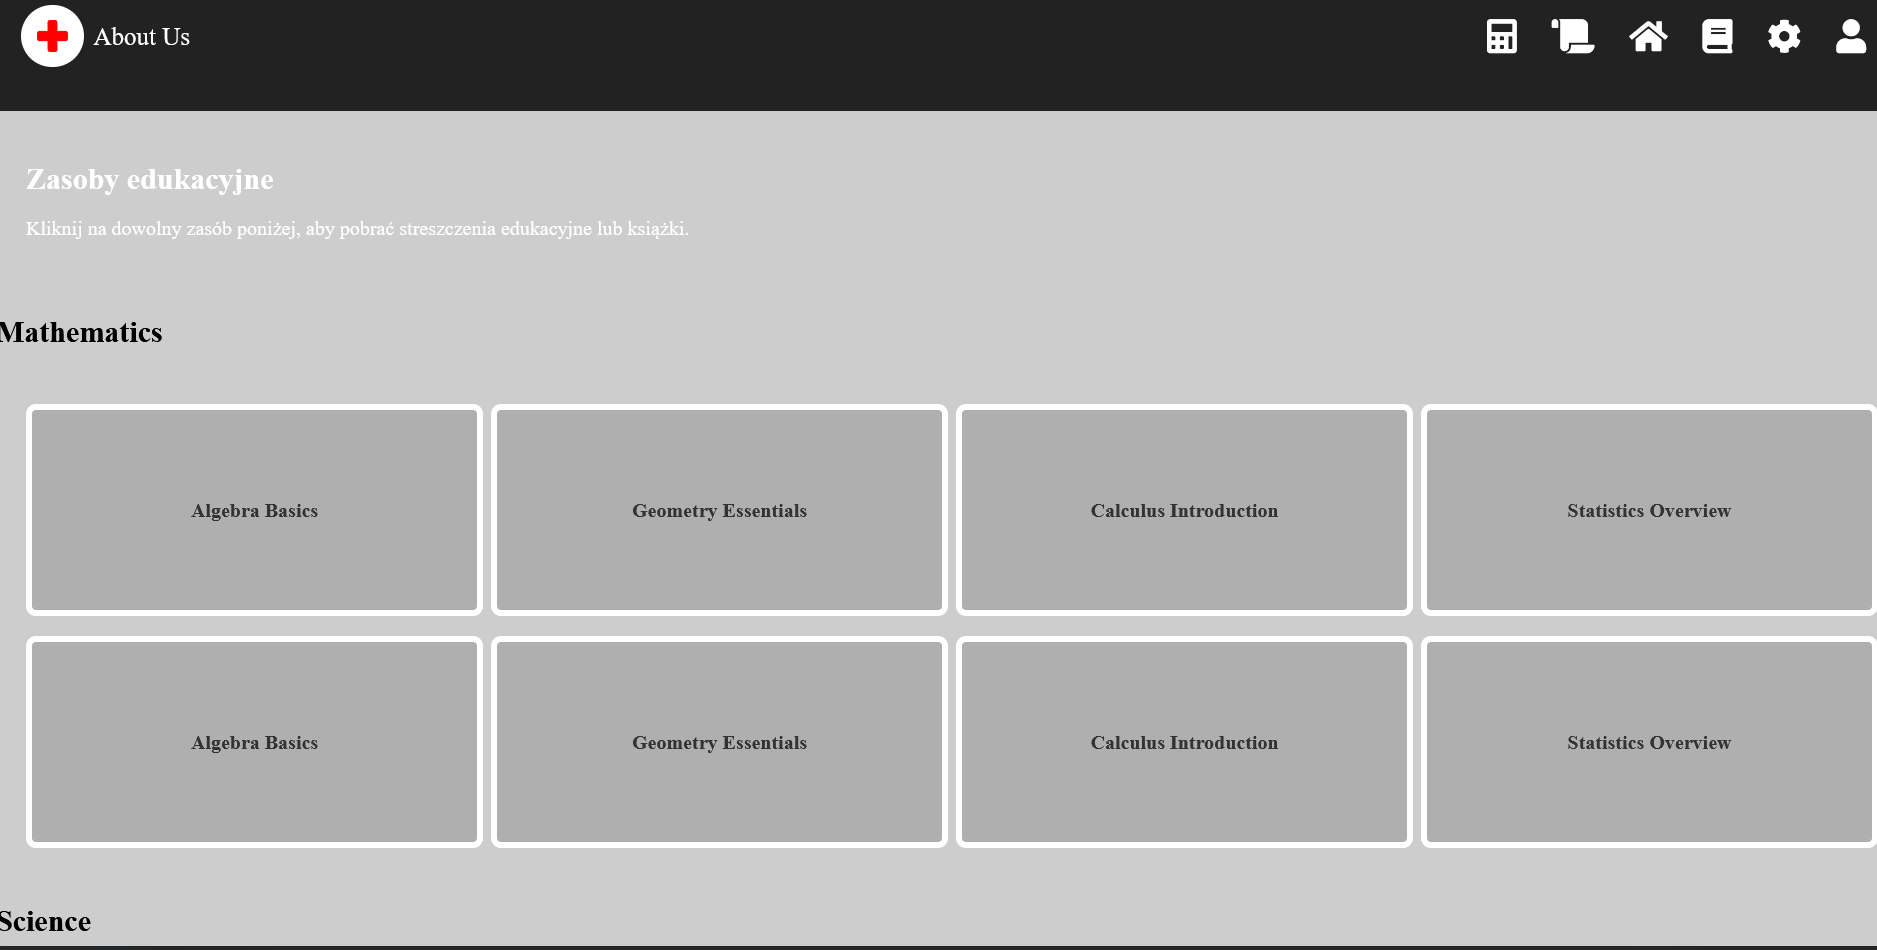 About Us
Zasoby edukacyjne
Kliknij na dowolny zasób poniżej, aby pobrać streszczenia edukacyjne lub książki.
Mathematics
Algebra Basics
Geometry Essentials
Calculus Introduction
Statistics Overview
Algebra Basics
Geometry Essentials
Calculus Introduction
Statistics Overview
Science